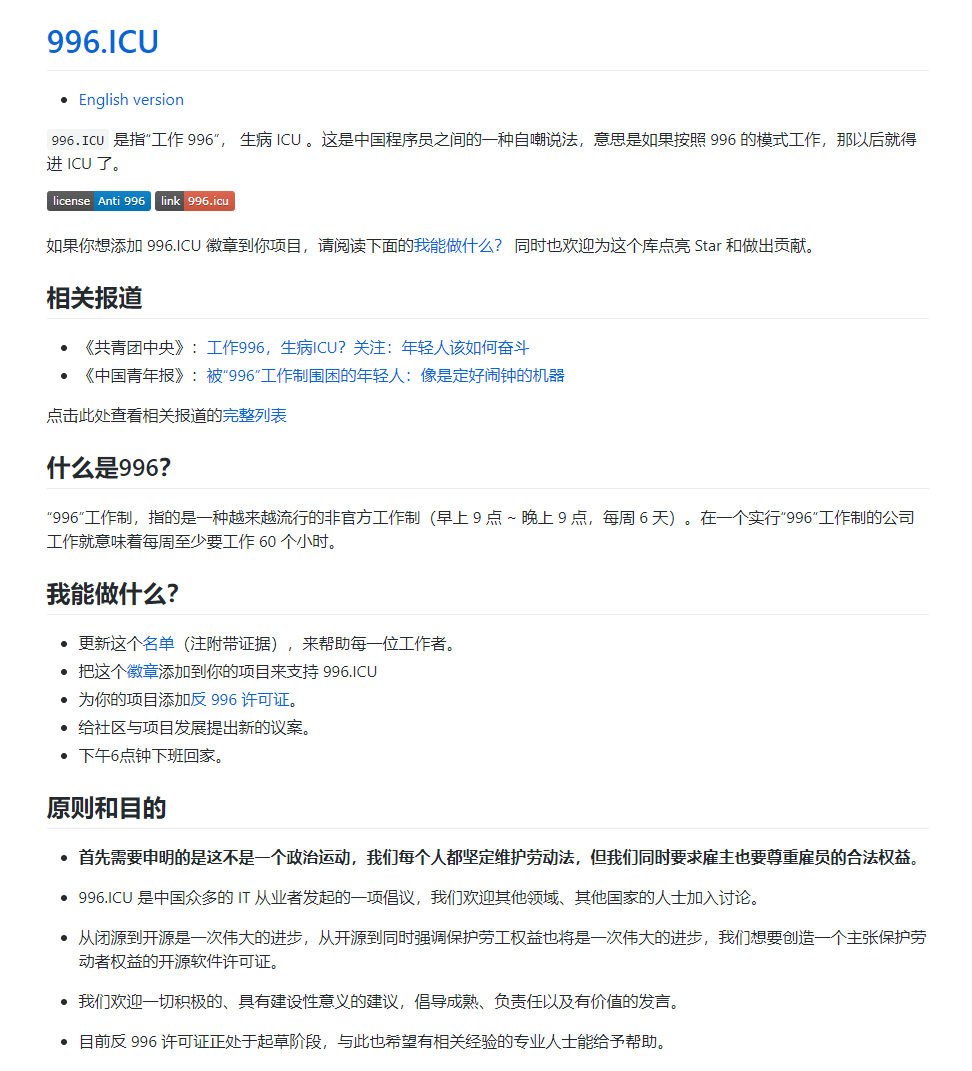 996.ICU
English version
996.ICU 是指“工作 996”， 生病 ICU 。这是中国程序员之间的一种自嘲说法，意思是如果按照 996 的模式工作，那以后就得
进 ICU 了。
license Anti 996 link 996.icu
如果你想添加 996.ICU 徽章到你项目，请阅读下面的我能做什么？ 同时也欢迎为这个库点亮 Star 和做出贡献。
相关报道
《共青团中央》：工作996，生病ICU？关注：年轻人该如何奋斗
《中国青年报》：被“996”工作制围困的年轻人：像是定好闹钟的机器
点击此处查看相关报道的完整列表
什么是996？
“996”工作制，指的是一种越来越流行的非官方工作制（早上 9 点 ~ 晚上 9 点，每周 6 天）。在一个实行“996”工作制的公司
工作就意味着每周至少要工作 60 个小时。
我能做什么？
更新这个名单（注附带证据），来帮助每一位工作者。
把这个徽章添加到你的项目来支持 996.ICU
为你的项目添加反 996 许可证。
给社区与项目发展提出新的议案。
下午6点钟下班回家。
原则和目的
首先需要申明的是这不是一个政治运动，我们每个人都坚定维护劳动法，但我们同时要求雇主也要尊重雇员的合法权益。
996.ICU 是中国众多的 IT 从业者发起的一项倡议，我们欢迎其他领域、其他国家的人士加入讨论。
从闭源到开源是一次伟大的进步，从开源到同时强调保护劳工权益也将是一次伟大的进步，我们想要创造一个主张保护劳
动者权益的开源软件许可证。
我们欢迎一切积极的、具有建设性意义的建议，倡导成熟、负责任以及有价值的发言。
目前反 996 许可证正处于起草阶段，与此也希望有相关经验的专业人士能给予帮助。